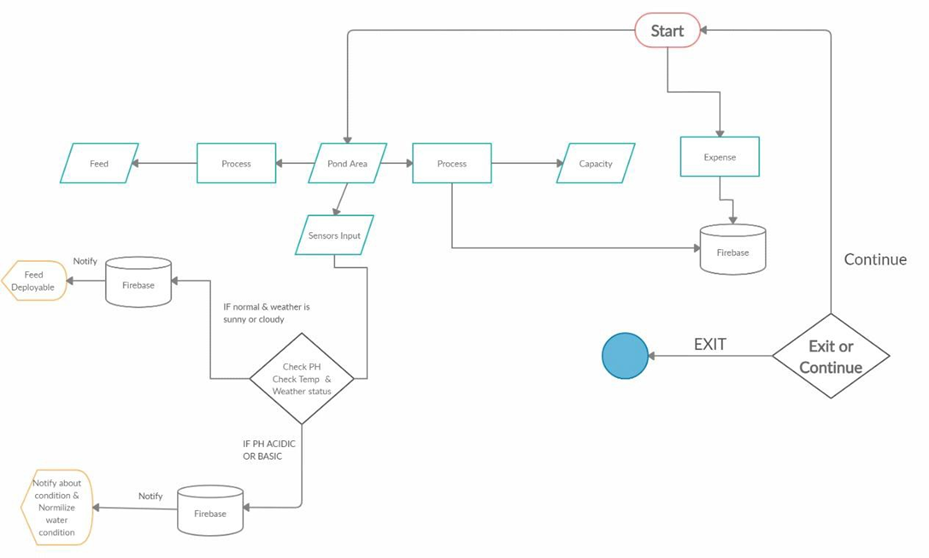 Start
Feed
Process
Pond Area
Process
Capacity
Expense
Sensors Input
Firebase
Continue
Notify
Feed
Deployable
Firebase
IF normal & weather is
sunny or cloudy
EXIT
Exit or
Continue
Check PH
Check Temp &
Weather status
IF PH ACIDIC
OR BASIC
Notify about
condition &
Normilize
water
condition
Notify
Firebase